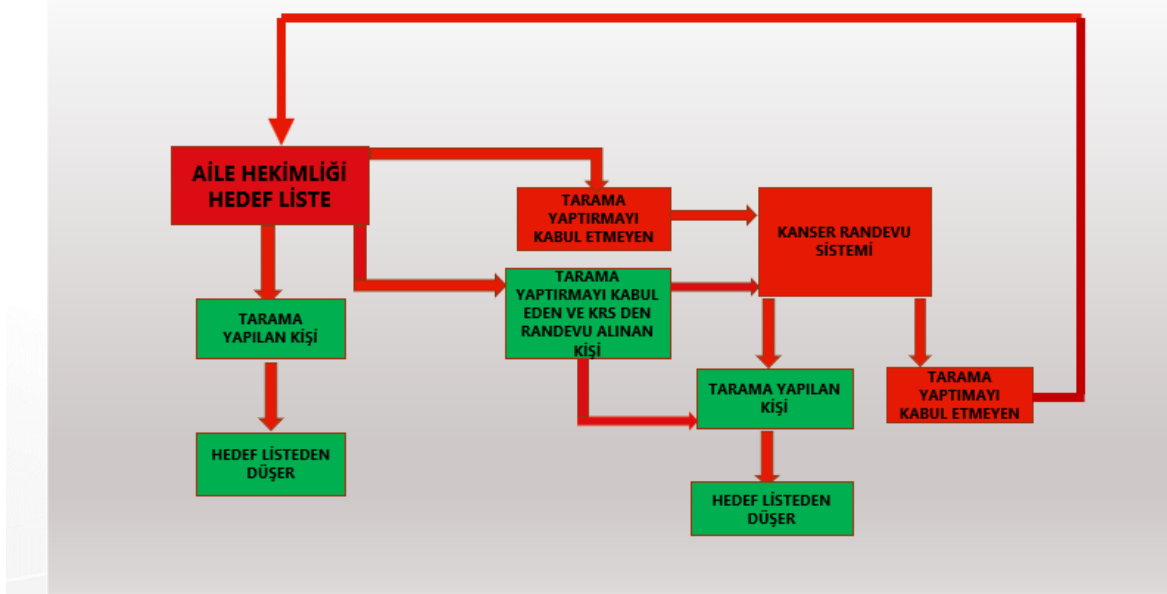 AİLE HEKİMLİĞİ
HEDEF LİSTE
TARAMA
YAPTIRMAYI
KABUL ETMEYEN
KANSER RANDEVU
SİSTEMİ
TARAMA
YAPTIRMAYI KABUL
EDEN VE KRS DEN
RANDEVU ALINAN
KİŞİ
TARAMA
YAPILAN KİŞİ
TARAMA YAPILAN
KİŞİ
TARAMA
YAPTIMAYI
KABUL ETMEYEN
HEDEF LİSTEDEN
DÜŞER
HEDEF LİSTEDEN
DÜŞER